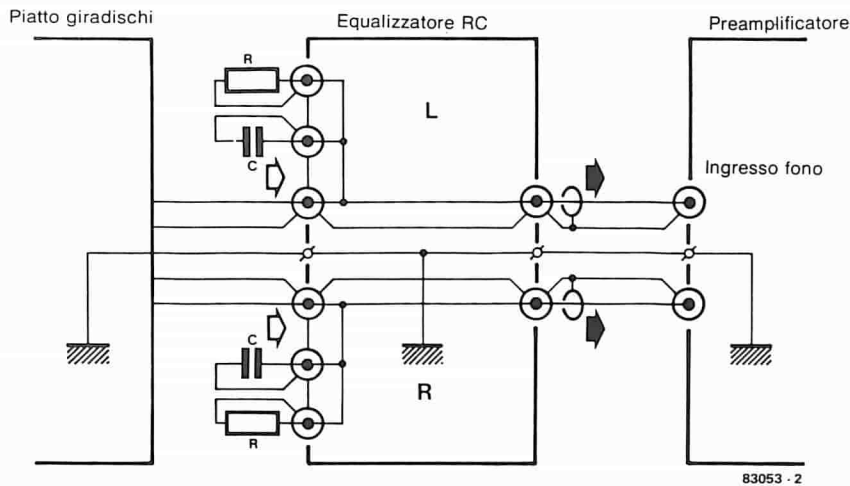 Piatto giradischi
Equalizzatore RC
Preamplificatore
R
L
C
Ingresso fono
C
R
R
83053 - 2